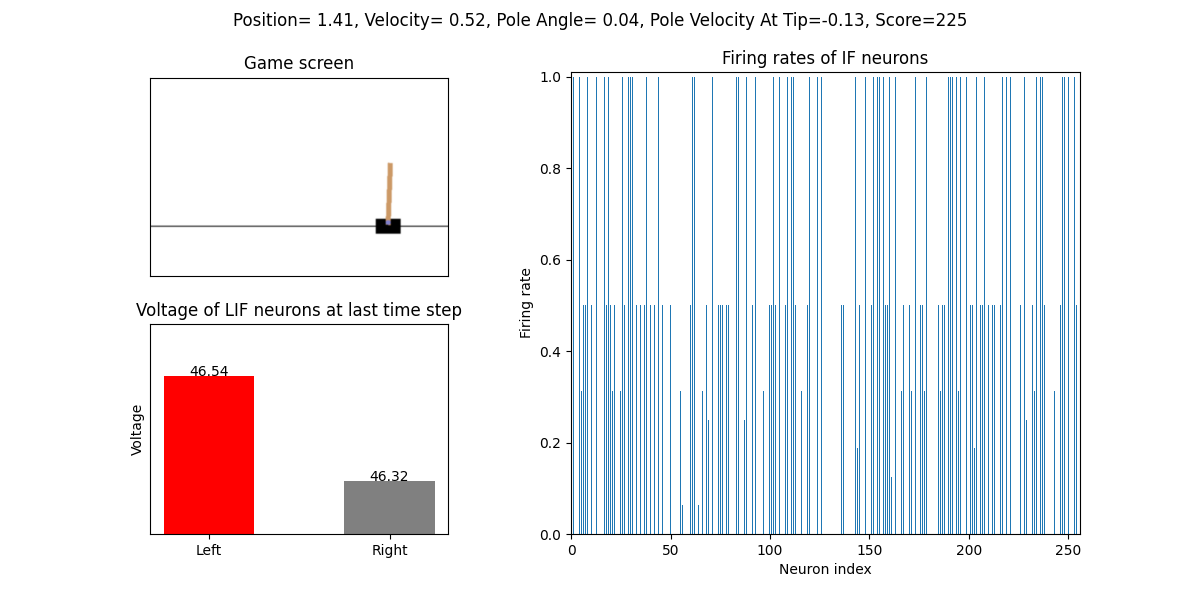 Position= 1.41, Velocity= 0.52, Pole Angle= 0.04, Pole Velocity At Tip=-0.13, Score=225
Game screen
Voltage of LIF neurons at last time step
Voltage
46.54
46.32
Left
Right
Firing rates of IF neurons
Firing rate
1.0
0.8
0.6
0.4
0.2
0.0
0
50
100
150
200
250
Neuron index